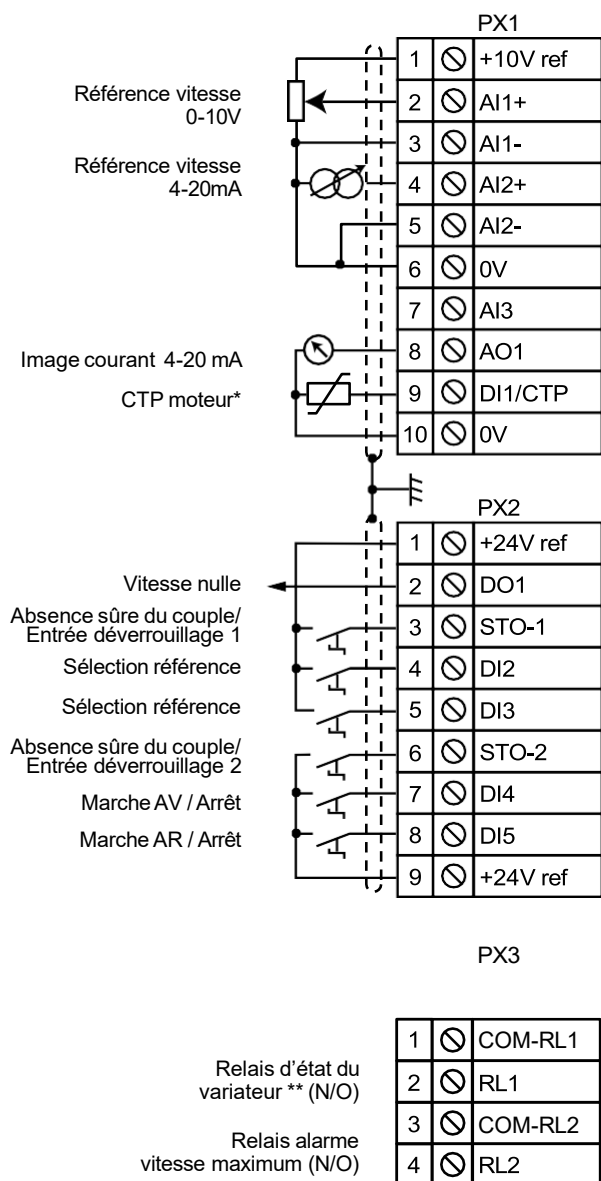 PX1
1 +10V ref
Référence vitesse
0-10V
2 AI1+
3 AI1-
Référence vitesse
4-20mA
4 AI2+
5 AI2-
6 0V
7 AI3
Image courant 4-20 mA
8 AO1
CTP moteur*
9 DI1/CTP
10 0V
PX2
1 +24V ref
Vitesse nulle
2 DO1
Absence sûre du couple/
Entrée déverrouillage 1
3 STO-1
Sélection référence
4 DI2
Sélection référence
5 DI3
Absence sûre du couple/
Entrée déverrouillage 2
6 STO-2
Marche AV / Arrêt
7 DI4
Marche AR / Arrêt
8 DI5
9 +24V ref
PX3
1 COM-RL1
Relais d’état du
variateur ** (N/O)
2 RL1
3 COM-RL2
Relais alarme
vitesse maximum (N/O)
4 RL2